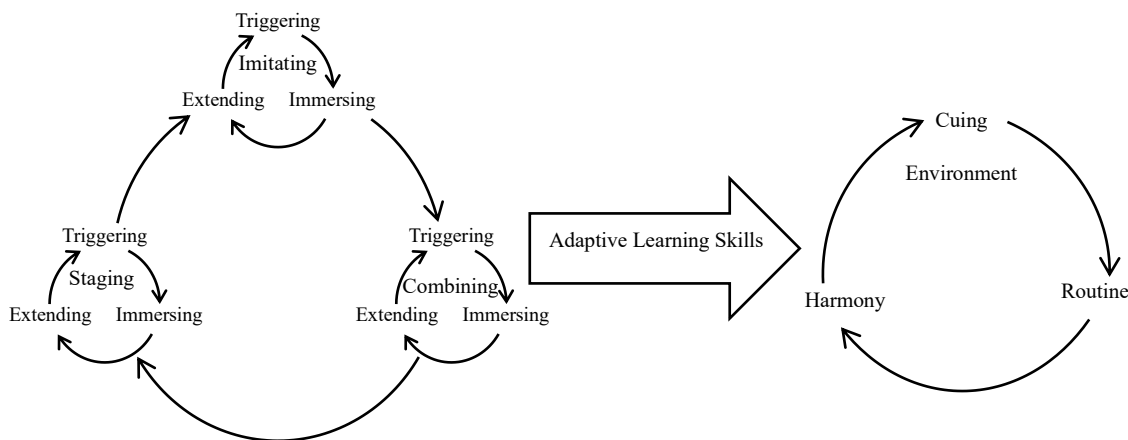 Triggering
Imitating
Extending Immersing
Triggering
Staging
Extending Immersing
Triggering
Combining
Extending Immersing
Adaptive Learning Skills
Cuing
Environment
Harmony
Routine